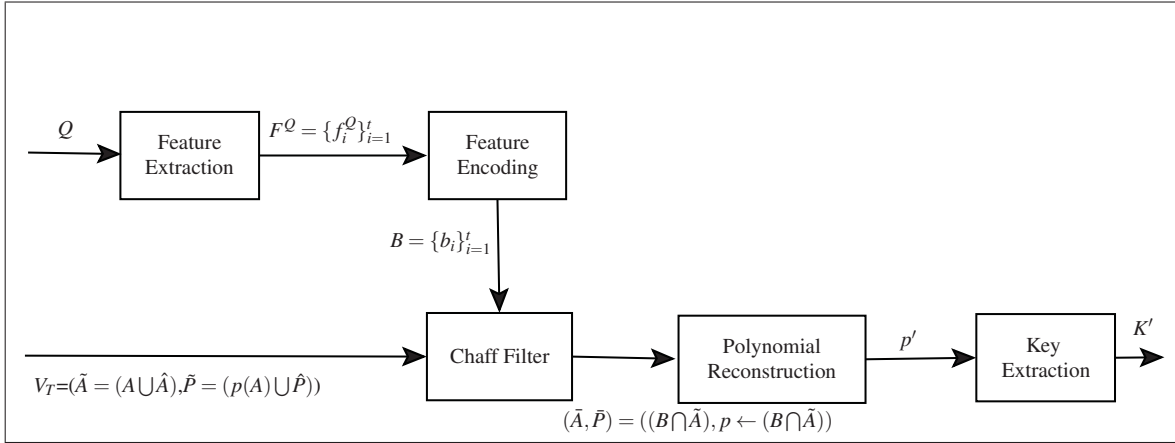 Q
Feature
Extraction
F^Q = {f_i^Q}_{i=1}^t
Feature
Encoding
B = {b_i}_{i=1}^t
V_T=(Ã = (A⋃Â),P̃ = (p(A)⋃P̂))
Chaff Filter
(Ā,P̄) = ((B⋂Ã),p ← (B⋂Ã))
Polynomial
Reconstruction
p′
Key
Extraction
K′